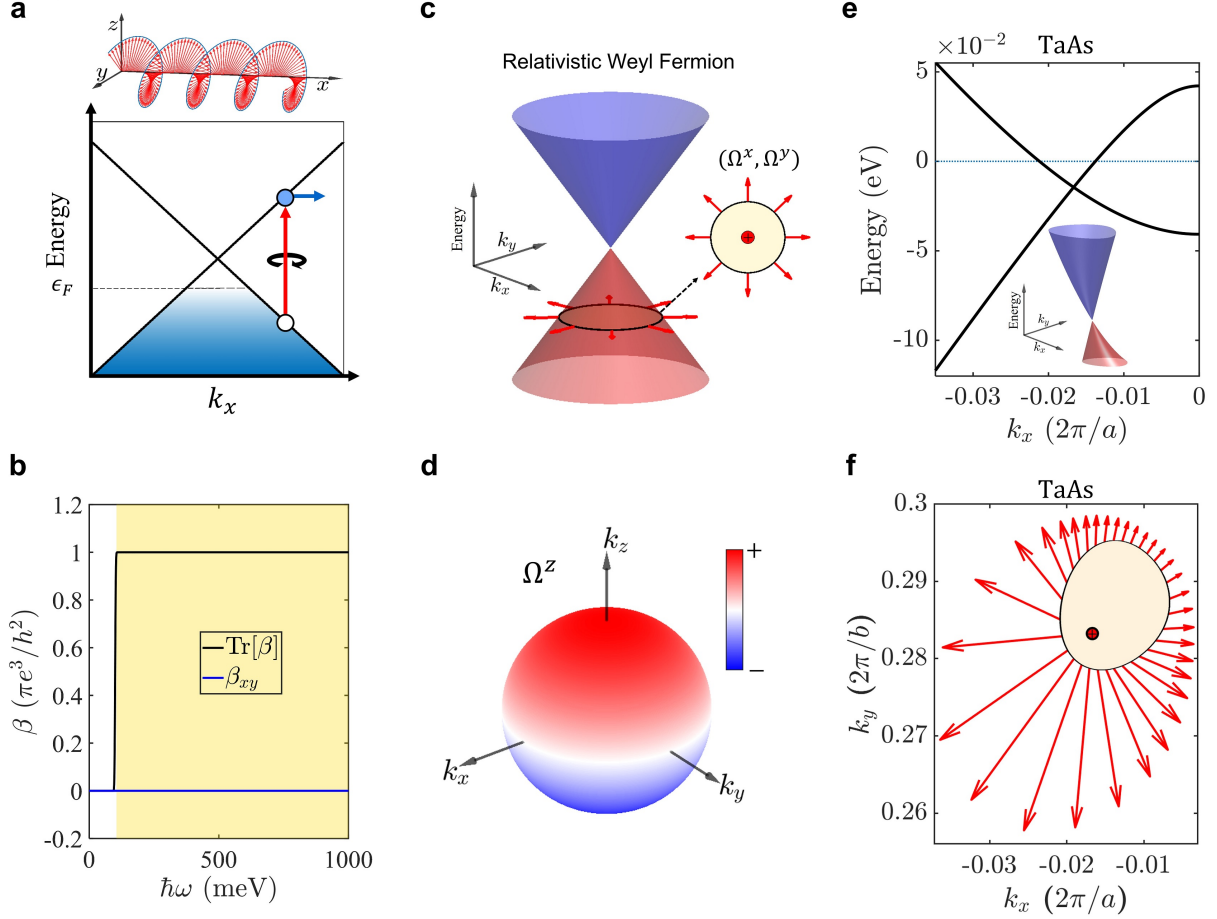 a
z
y
x
Energy
ϵ_F
k_x
b
1.2
1
0.8
0.6
0.4
0.2
0
-0.2
β (πe³/h²)
Tr[β]
β_xy
0
500
1000
ħω (meV)
c
Relativistic Weyl Fermion
(Ω^x, Ω^y)
Energy
k_y
k_x
d
Ω^z
k_z
k_x
k_y
+
−
e
×10⁻²
TaAs
5
0
-5
-10
Energy (eV)
Energy
k_y
k_x
-0.03
-0.02
-0.01
0
k_x (2π/a)
f
TaAs
0.3
0.29
0.28
0.27
0.26
k_y (2π/b)
-0.03
-0.02
-0.01
k_x (2π/a)